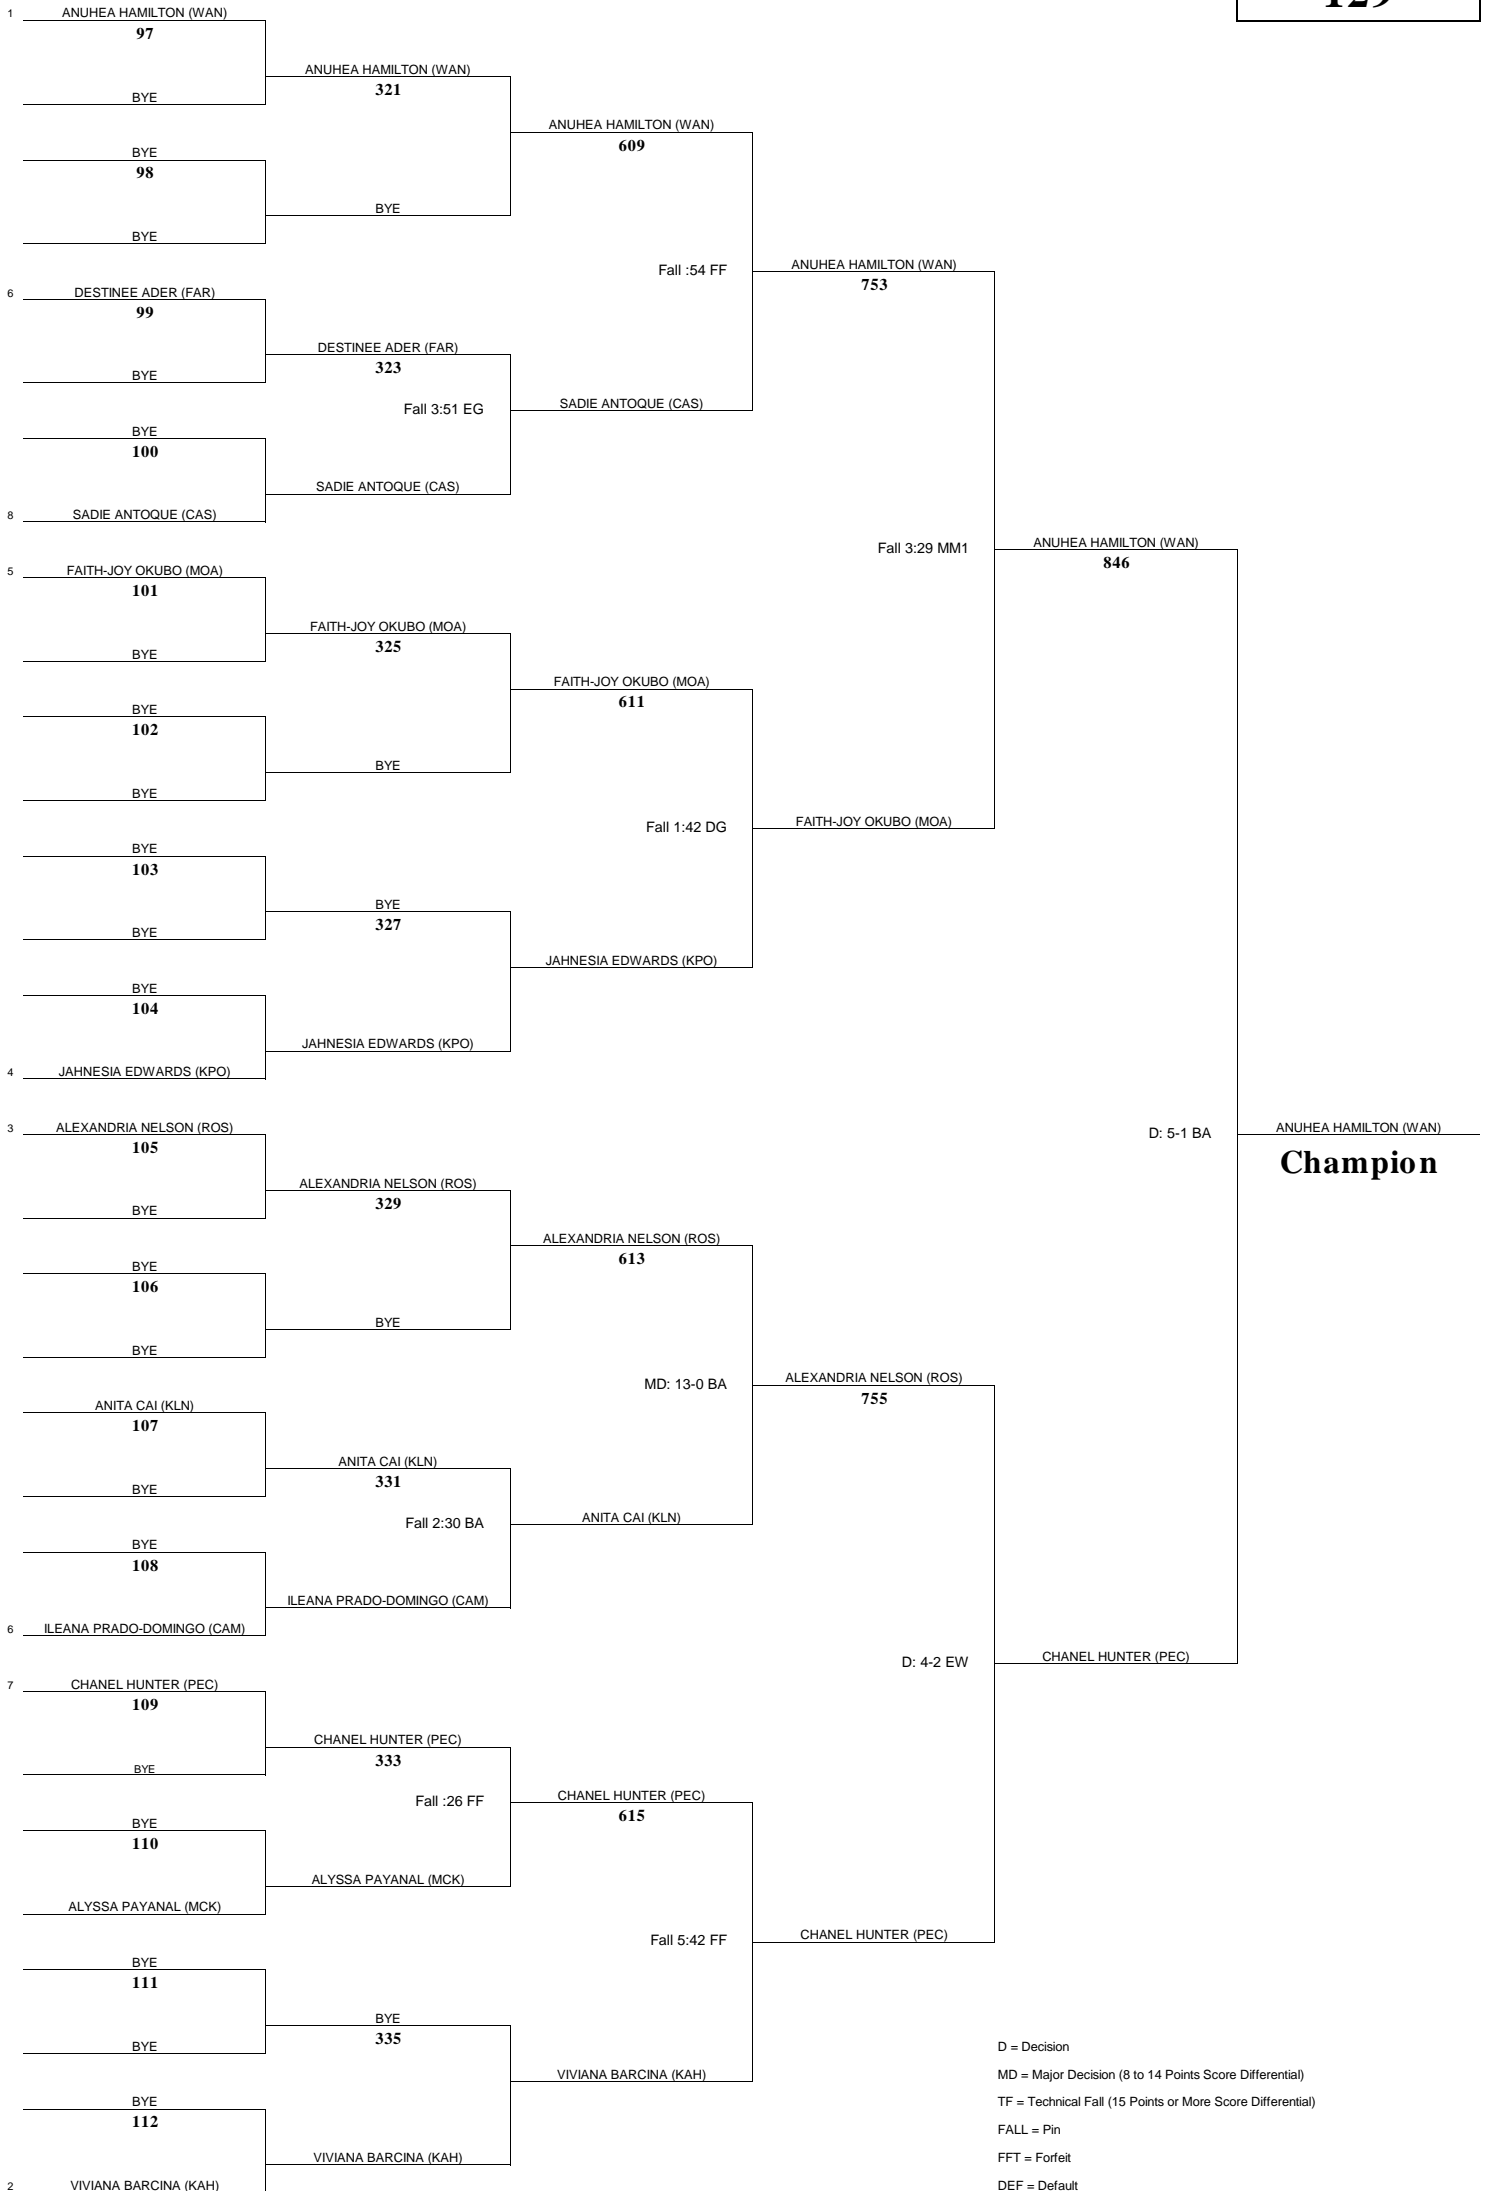 129
1 ANUHEA HAMILTON (WAN)
97
BYE
BYE
98
BYE
6 DESTINEE ADER (FAR)
99
BYE
BYE
100
8 SADIE ANTOQUE (CAS)
5 FAITH-JOY OKUBO (MOA)
101
BYE
BYE
102
BYE
BYE
103
BYE
BYE
104
4 JAHNESIA EDWARDS (KPO)
3 ALEXANDRIA NELSON (ROS)
105
BYE
BYE
106
BYE
ANITA CAI (KLN)
107
BYE
BYE
108
6 ILEANA PRADO-DOMINGO (CAM)
7 CHANEL HUNTER (PEC)
109
BYE
BYE
110
ALYSSA PAYANAL (MCK)
BYE
111
BYE
BYE
112
2 VIVIANA BARCINA (KAH)
ANUHEA HAMILTON (WAN)
321
BYE
DESTINEE ADER (FAR)
323
Fall 3:51 EG
SADIE ANTOQUE (CAS)
FAITH-JOY OKUBO (MOA)
325
BYE
BYE
327
JAHNESIA EDWARDS (KPO)
ALEXANDRIA NELSON (ROS)
329
BYE
ANITA CAI (KLN)
331
Fall 2:30 BA
ILEANA PRADO-DOMINGO (CAM)
CHANEL HUNTER (PEC)
333
Fall :26 FF
ALYSSA PAYANAL (MCK)
BYE
335
VIVIANA BARCINA (KAH)
ANUHEA HAMILTON (WAN)
609
Fall :54 FF
SADIE ANTOQUE (CAS)
FAITH-JOY OKUBO (MOA)
611
Fall 1:42 DG
JAHNESIA EDWARDS (KPO)
ALEXANDRIA NELSON (ROS)
613
MD: 13-0 BA
ANITA CAI (KLN)
CHANEL HUNTER (PEC)
615
Fall 5:42 FF
VIVIANA BARCINA (KAH)
ANUHEA HAMILTON (WAN)
753
Fall 3:29 MM1
FAITH-JOY OKUBO (MOA)
ALEXANDRIA NELSON (ROS)
755
D: 4-2 EW
CHANEL HUNTER (PEC)
ANUHEA HAMILTON (WAN)
846
D: 5-1 BA
CHANEL HUNTER (PEC)
ANUHEA HAMILTON (WAN)
Champion
D = Decision
MD = Major Decision (8 to 14 Points Score Differential)
TF = Technical Fall (15 Points or More Score Differential)
FALL = Pin
FFT = Forfeit
DEF = Default